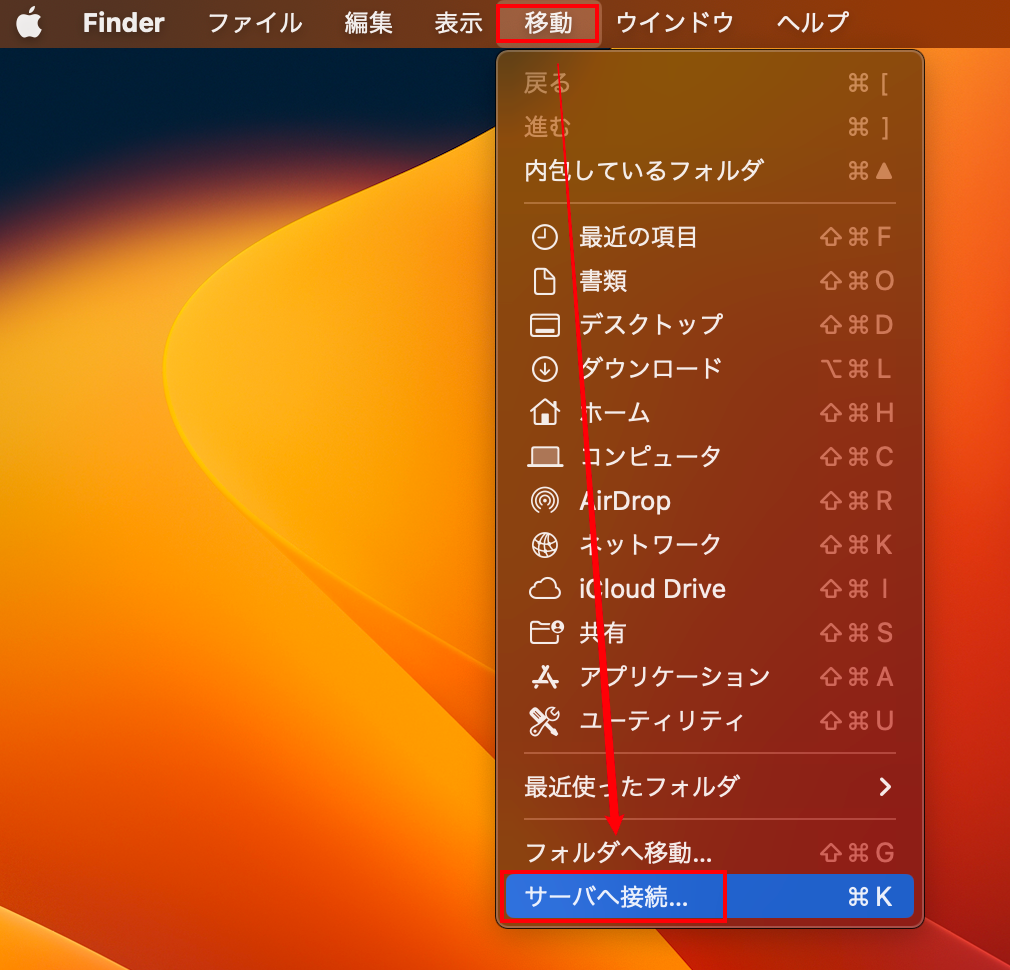 Finder ファイル 編集 表示 移動 ウインドウ ヘルプ
戻る ⌘ [
進む ⌘ ]
内包しているフォルダ ⌘▲
最近の項目 ⇧⌘F
書類 ⇧⌘O
デスクトップ ⇧⌘D
ダウンロード ⌥⌘L
ホーム ⇧⌘H
コンピュータ ⇧⌘C
AirDrop ⇧⌘R
ネットワーク ⇧⌘K
iCloud Drive ⇧⌘I
共有 ⇧⌘S
アプリケーション ⇧⌘A
ユーティリティ ⇧⌘U
最近使ったフォルダ
フォルダへ移動... ⇧⌘G
サーバへ接続... ⌘K